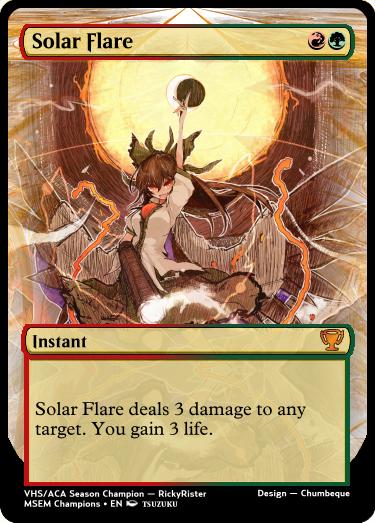 Solar Flare
Instant
Solar Flare deals 3 damage to any
target. You gain 3 life.
VHS/ACA Season Champion — RickyRister
Design — Chumbeque
MSEM Champions • EN TSUZUKU